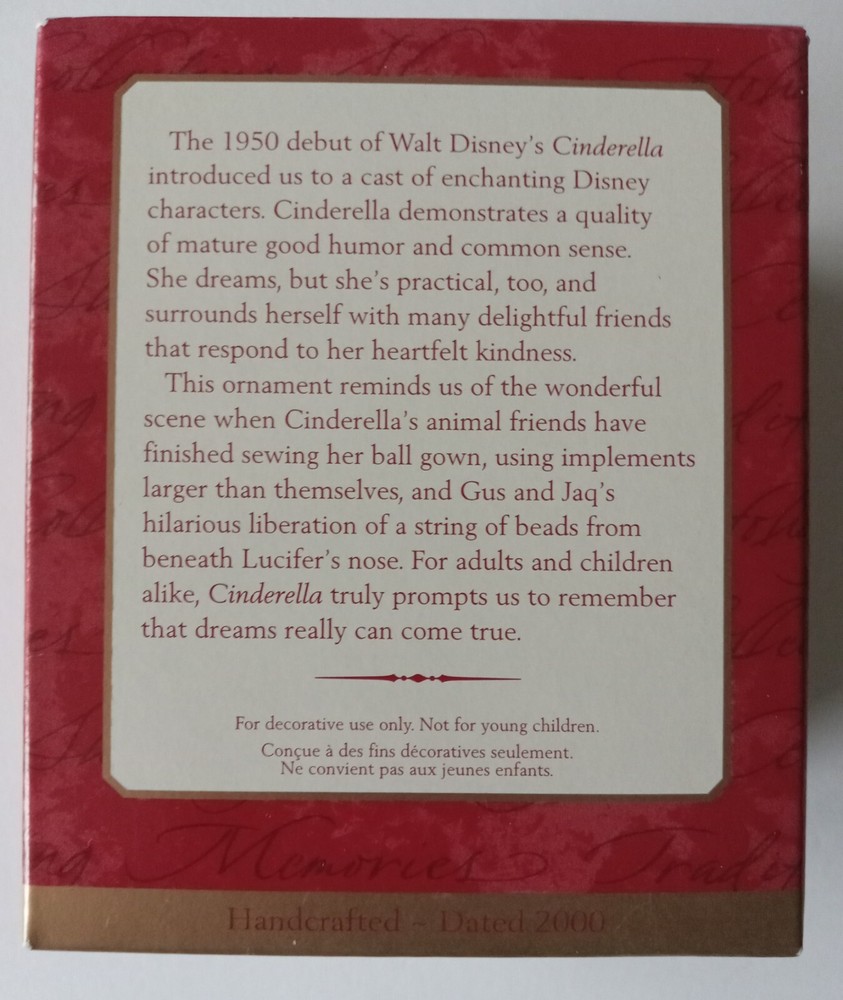 The 1950 debut of Walt Disney's Cinderella
introduced us to a cast of enchanting Disney
characters. Cinderella demonstrates a quality
of mature good humor and common sense.
She dreams, but she's practical, too, and
surrounds herself with many delightful friends
that respond to her heartfelt kindness.
This ornament reminds us of the wonderful
scene when Cinderella's animal friends have
finished sewing her ball gown, using implements
larger than themselves, and Gus and Jaq's
hilarious liberation of a string of beads from
beneath Lucifer's nose. For adults and children
alike, Cinderella truly prompts us to remember
that dreams really can come true.
For decorative use only. Not for young children.
Conçue à des fins décoratives seulement.
Ne convient pas aux jeunes enfants.
Memories
Handcrafted ~ Dated 2000